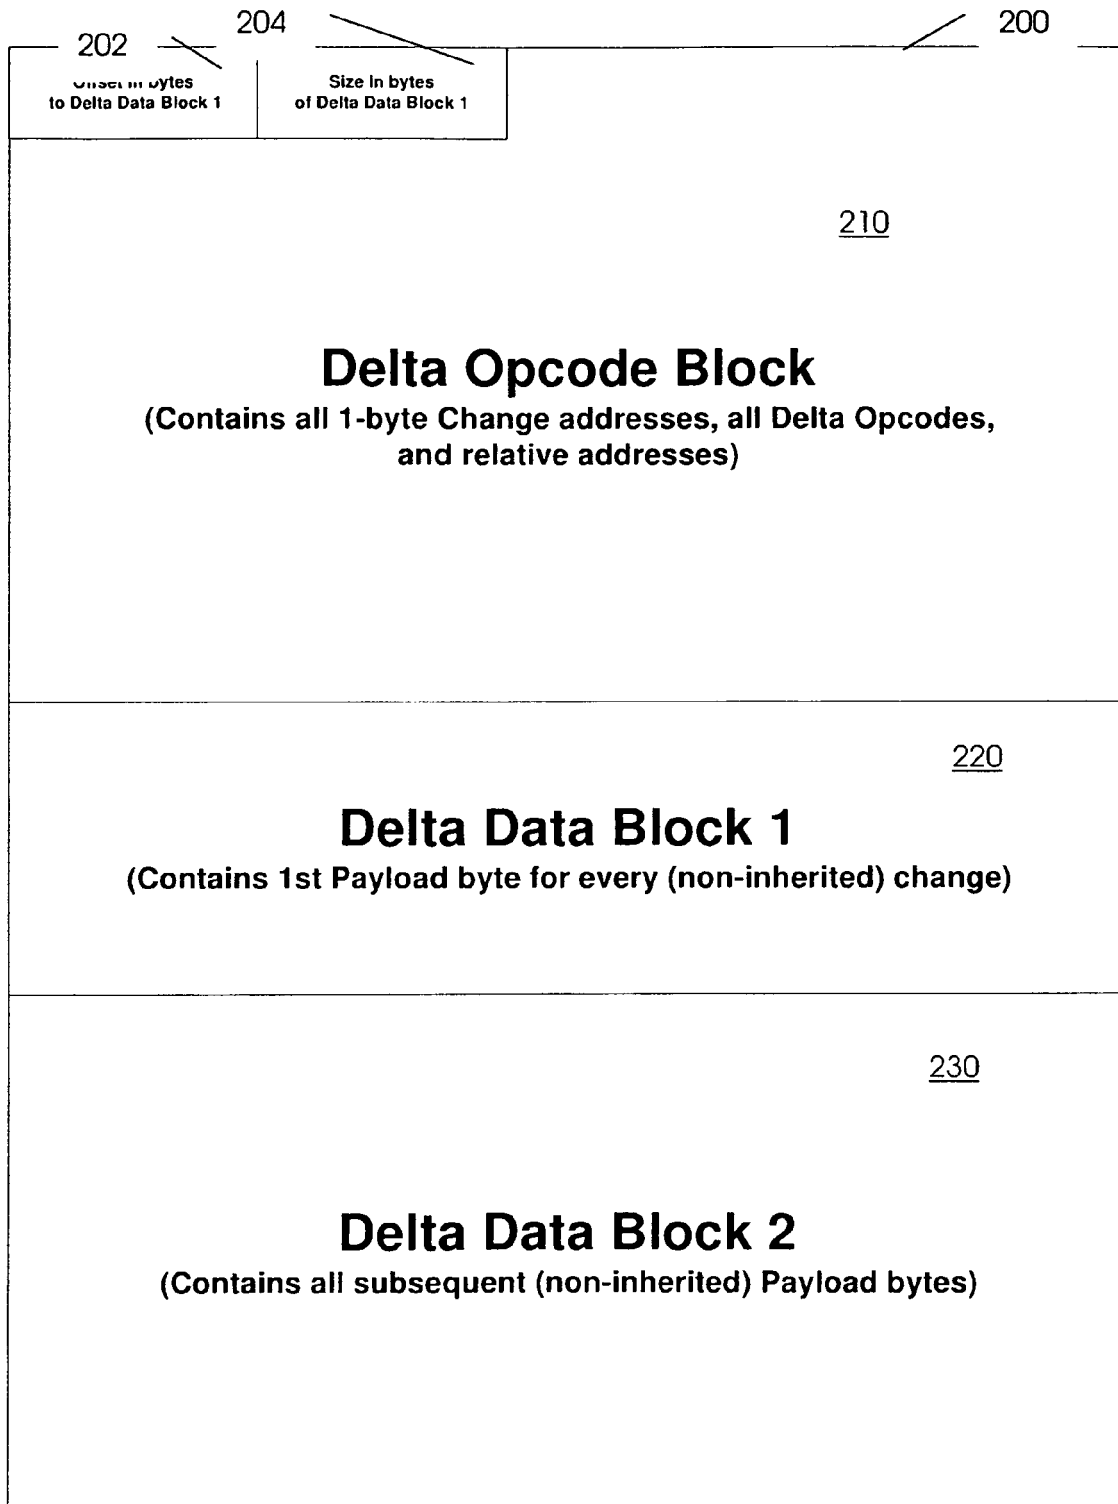 204
200
202
in bytes
to Delta Data Block 1
Size In bytes
of Delta Data Block 1
210
Delta Opcode Block
(Contains all 1-byte Change addresses, all Delta Opcodes,
and relative addresses)
220
Delta Data Block 1
(Contains 1st Payload byte for every (non-inherited) change)
230
Delta Data Block 2
(Contains all subsequent (non-inherited) Payload bytes)